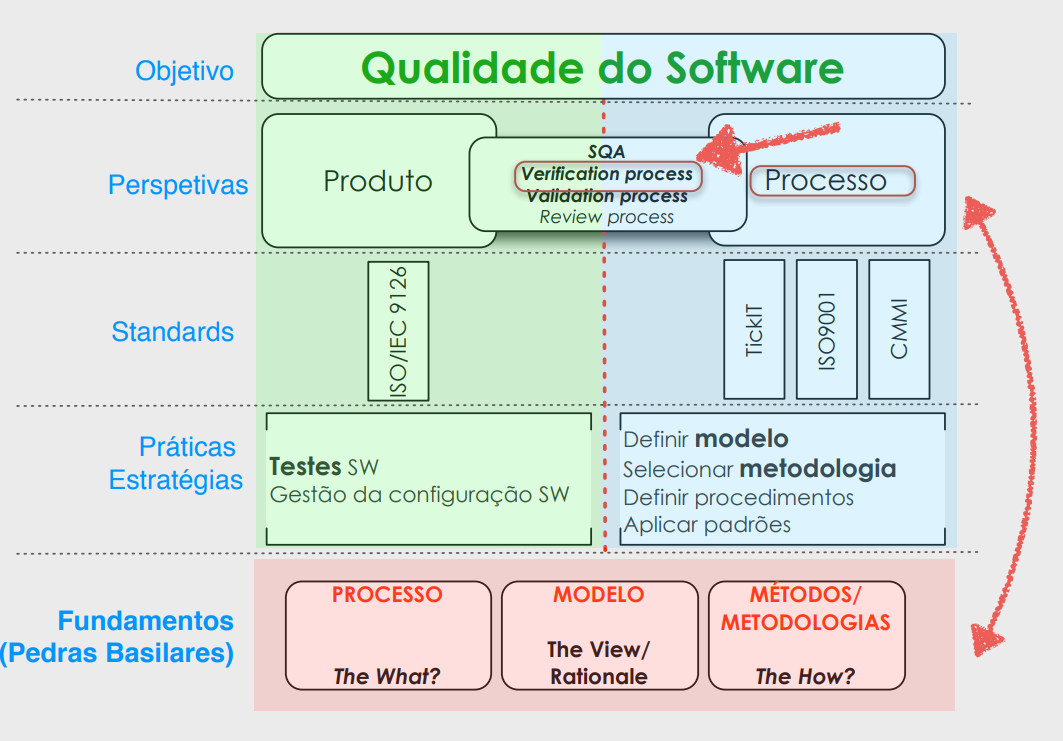 Objetivo
Qualidade do Software
Perspetivas
Produto
SQA
Verification process
Validation process
Review process
Processo
Standards
ISO/IEC 9126
TickIT
ISO9001
CMMI
Práticas
Estratégias
Testes SW
Gestão da configuração SW
Definir modelo
Selecionar metodologia
Definir procedimentos
Aplicar padrões
Fundamentos
(Pedras Basilares)
PROCESSO
The What?
MODELO
The View/
Rationale
MÉTODOS/
METODOLOGIAS
The How?